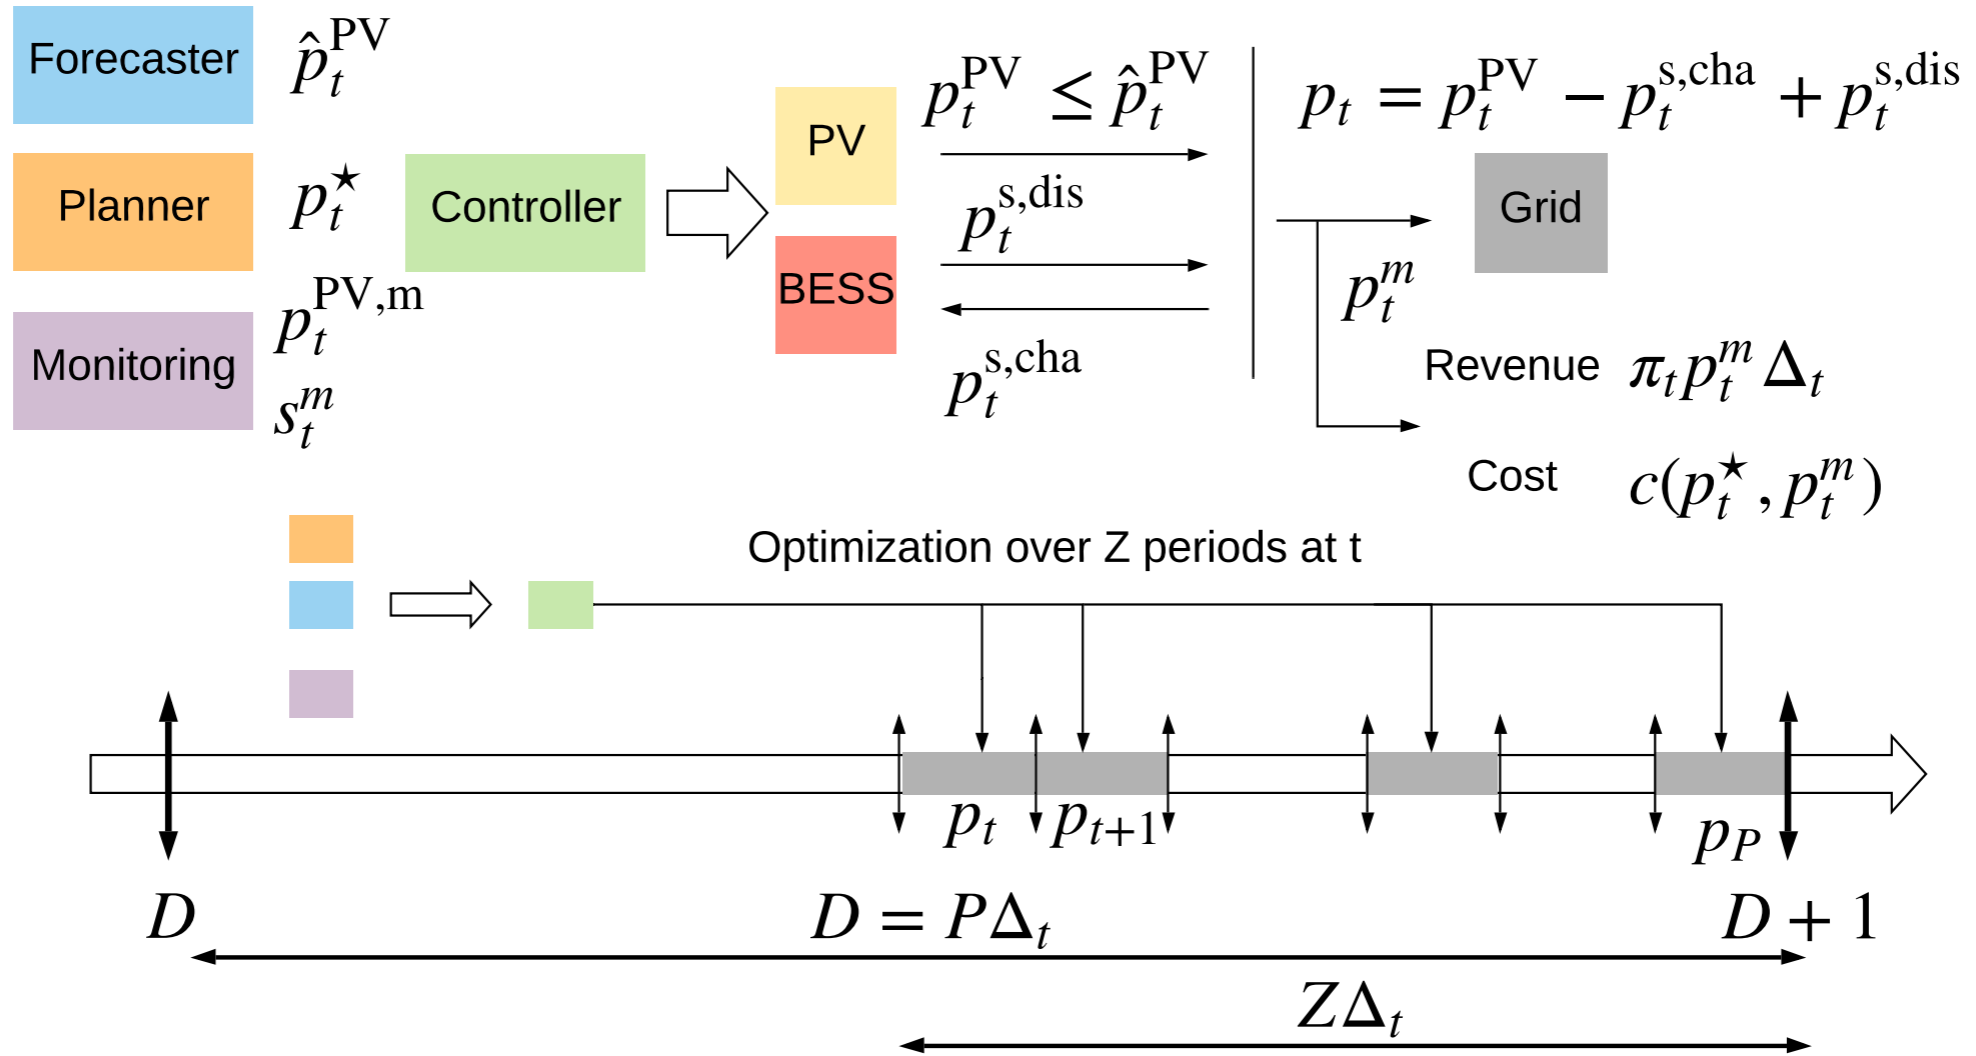 Forecaster p̂_t^PV
Planner p_t^★
Monitoring p_t^PV,m
s_t^m
Controller
PV
BESS
p_t^PV ≤ p̂_t^PV
p_t^s,dis
p_t^s,cha
p_t = p_t^PV − p_t^s,cha + p_t^s,dis
Grid
p_t^m
Revenue π_t p_t^m Δ_t
Cost c(p_t^★, p_t^m)
Optimization over Z periods at t
p_t
p_{t+1}
p_P
D
D = PΔ_t
D + 1
ZΔ_t